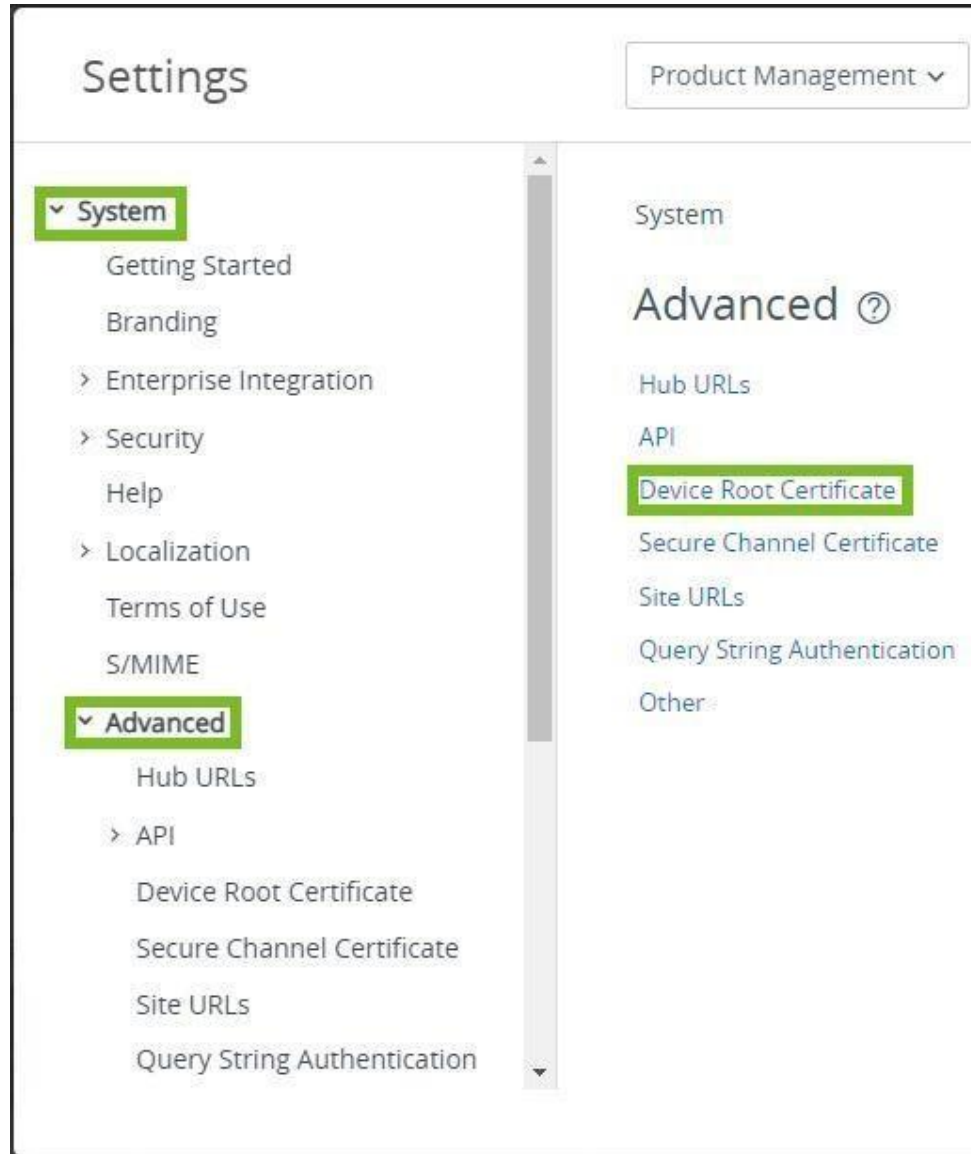 Settings
Product Management
System
Getting Started
Branding
Enterprise Integration
Security
Help
Localization
Terms of Use
S/MIME
Advanced
Hub URLs
API
Device Root Certificate
Secure Channel Certificate
Site URLs
Query String Authentication
System
Advanced
Hub URLs
API
Device Root Certificate
Secure Channel Certificate
Site URLs
Query String Authentication
Other